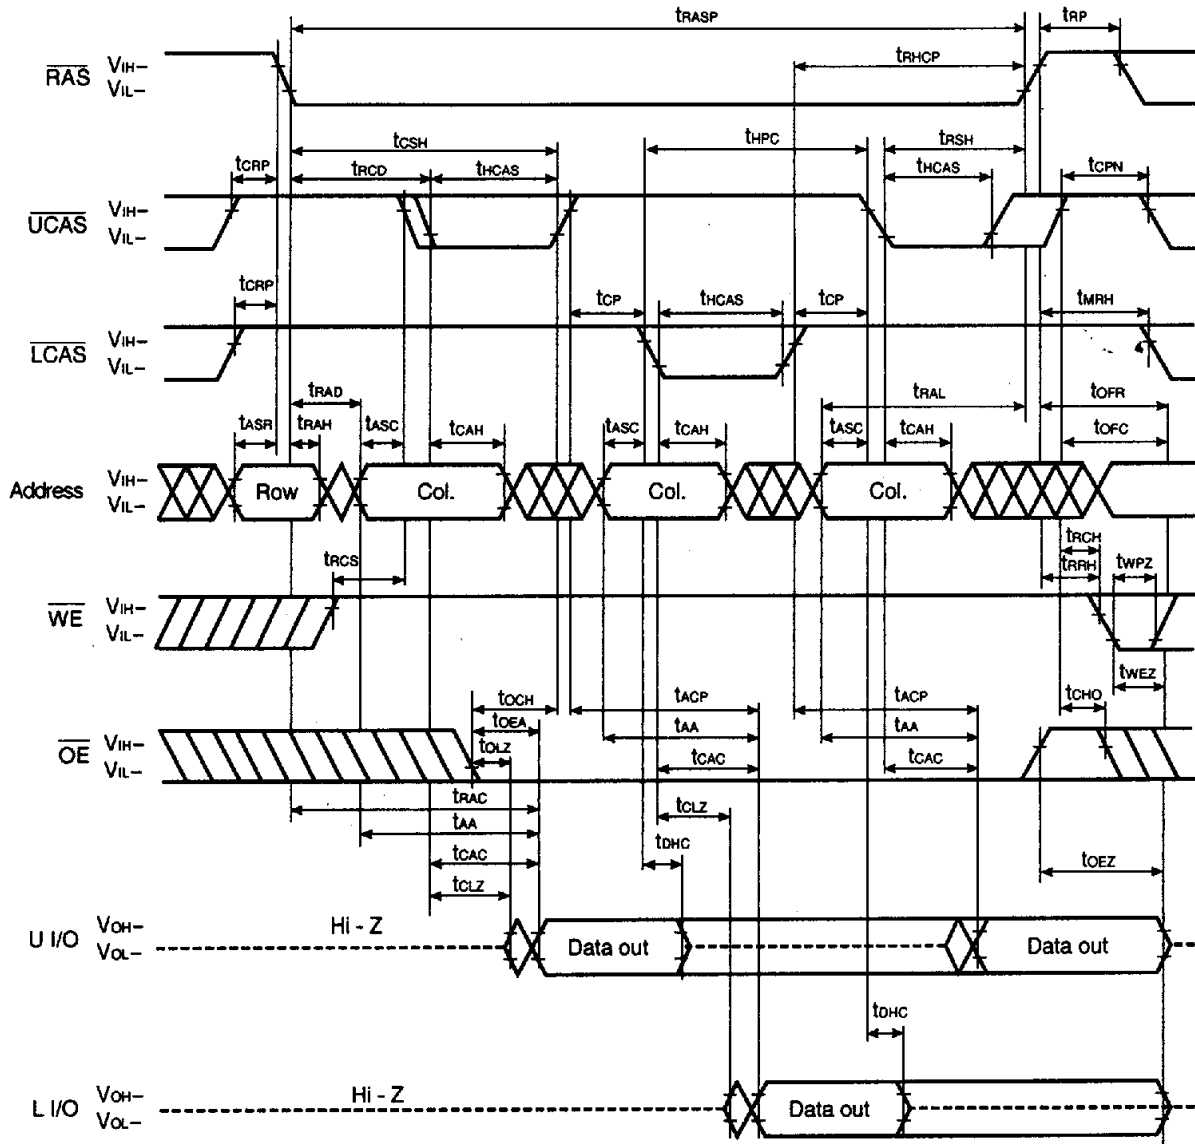 tRASP tRP
tRHCP
RAS VIH–
VIL–
tCSH tHPC tRSH
tCRP tRCD tHCAS tHCAS tCPN
UCAS VIH–
VIL–
tCRP tCP tHCAS tCP tMRH
LCAS VIH–
VIL–
tRAD tRAL tOFR
tASR tRAH tASC tCAH tASC tCAH tASC tCAH tOFC
Address VIH–
VIL–
Row Col. Col. Col.
tRCS tRCH
tRRH tWPZ
WE VIH–
VIL–
tWEZ
tOCH tACP tACP tCHO
tOEA tAA tAA
OE VIH–
VIL–
tOLZ tCAC tCAC
tRAC
tCLZ
tAA
tDHC
tCAC tOEZ
tCLZ
U I/O VOH–
VOL–
Hi - Z Data out Data out
tDHC
L I/O VOH–
VOL–
Hi - Z Data out